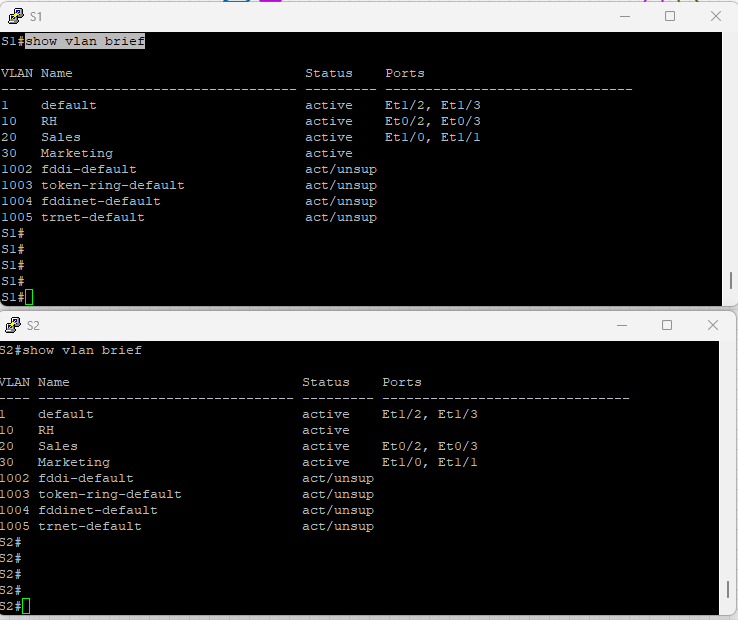 S1
S1#show vlan brief
VLAN Name                             Status    Ports
---- -------------------------------- --------- -------------------------------
1    default                          active    Et1/2, Et1/3
10   RH                               active    Et0/2, Et0/3
20   Sales                            active    Et1/0, Et1/1
30   Marketing                        active
1002 fddi-default                     act/unsup
1003 token-ring-default               act/unsup
1004 fddinet-default                  act/unsup
1005 trnet-default                    act/unsup
S1#
S1#
S1#
S1#
S1#
S2
S2#show vlan brief
VLAN Name                             Status    Ports
---- -------------------------------- --------- -------------------------------
1    default                          active    Et1/2, Et1/3
10   RH                               active
20   Sales                            active    Et0/2, Et0/3
30   Marketing                        active    Et1/0, Et1/1
1002 fddi-default                     act/unsup
1003 token-ring-default               act/unsup
1004 fddinet-default                  act/unsup
1005 trnet-default                    act/unsup
S2#
S2#
S2#
S2#
S2#